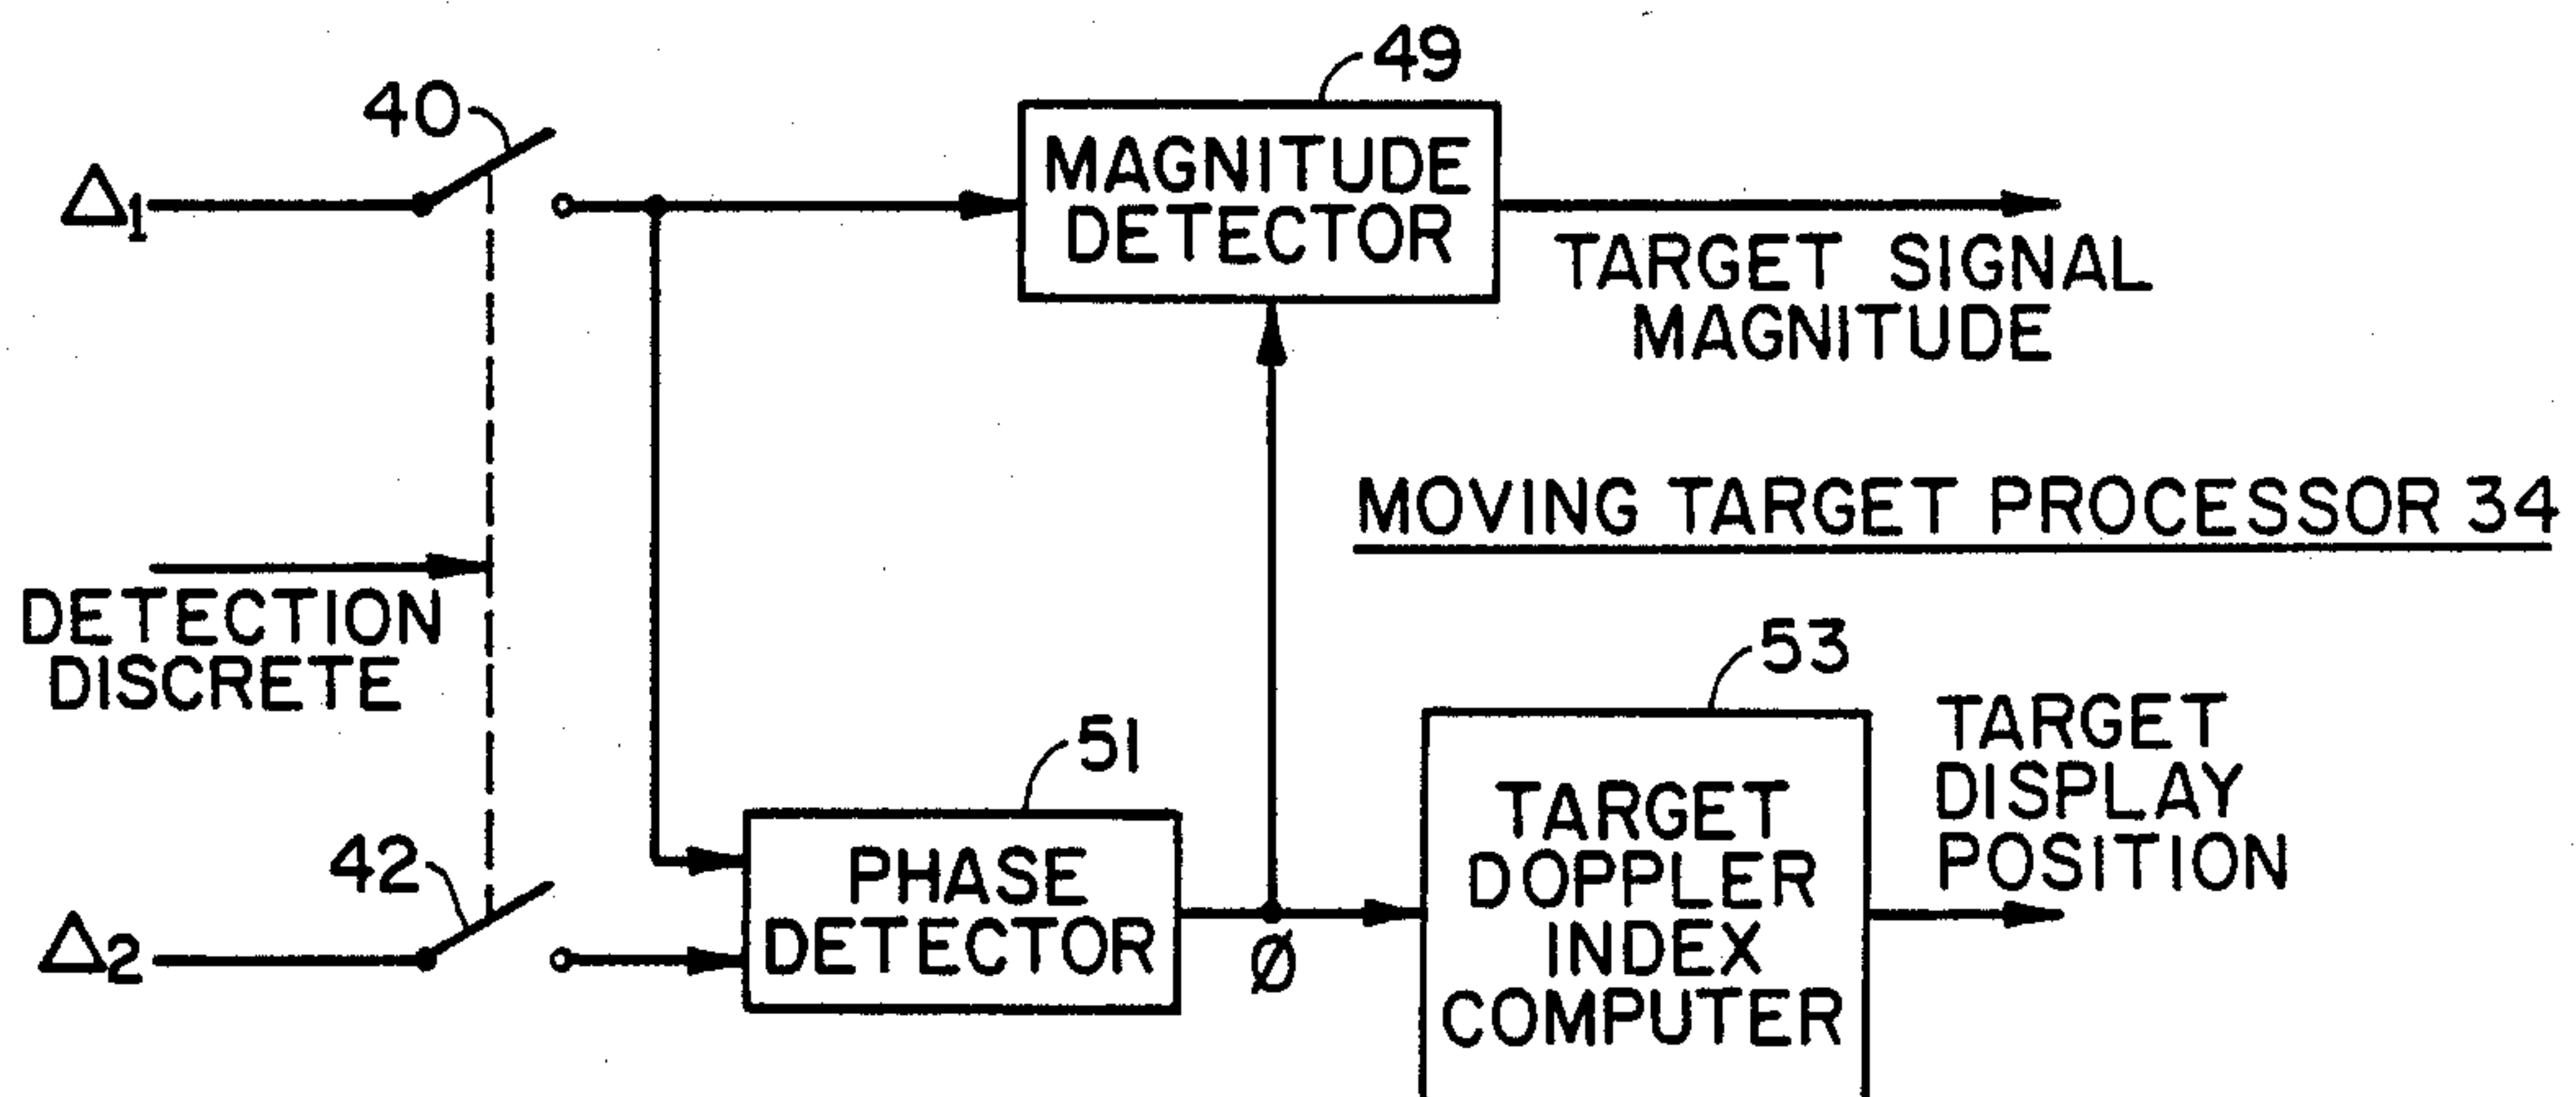 49
40
MAGNITUDE
DETECTOR
Δ1
TARGET SIGNAL
MAGNITUDE
MOVING TARGET PROCESSOR 34
DETECTION
DISCRETE
53
51
TARGET
DISPLAY
POSITION
42
PHASE
DETECTOR
TARGET
DOPPLER
INDEX
COMPUTER
Δ2
Ø